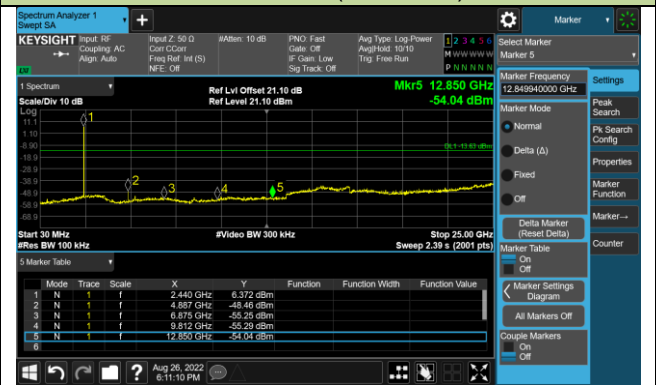 Spectrum Analyzer 1
Swept SA
+
Marker
KEYSIGHT
Input: RF
Coupling: AC
Align: Auto
Input Z: 50 Ω
Corr CCorr
Freq Ref: Int (S)
NFE: Off
#Atten: 10 dB
PNO: Fast
Gate: Off
IF Gain: Low
Sig Track: Off
Avg Type: Log-Power
Avg|Hold: 10/10
Trig: Free Run
1 2 3 4 5 6
M W W W W W
P N N N N N
Select Marker
Marker 5
Marker Frequency
12.849940000 GHz
Settings
Peak
Search
Pk Search
Config
Properties
Marker
Function
Marker→
Counter
Marker Mode
Normal
Delta (Δ)
Fixed
Off
Delta Marker
(Reset Delta)
Marker Table
On
Off
Marker Settings
Diagram
All Markers Off
Couple Markers
On
Off
1 Spectrum
Scale/Div 10 dB
Log
Ref Lvl Offset 21.10 dB
Ref Level 21.10 dBm
Mkr5 12.850 GHz
-54.04 dBm
11.1
1.10
-8.90
-18.9
-28.9
-38.9
-48.9
-58.9
-68.9
1
2
3
4
5
DL1 -13.63 dBm
Start 30 MHz
#Res BW 100 kHz
#Video BW 300 kHz
Stop 25.00 GHz
Sweep 2.39 s (2001 pts)
5 Marker Table
Mode Trace Scale X Y Function Function Width Function Value
1 N 1 f 2.440 GHz 6.372 dBm
2 N 1 f 4.887 GHz -48.46 dBm
3 N 1 f 6.875 GHz -55.25 dBm
4 N 1 f 9.812 GHz -55.29 dBm
5 N 1 f 12.850 GHz -54.04 dBm
6
?
Aug 26, 2022
6:11:10 PM